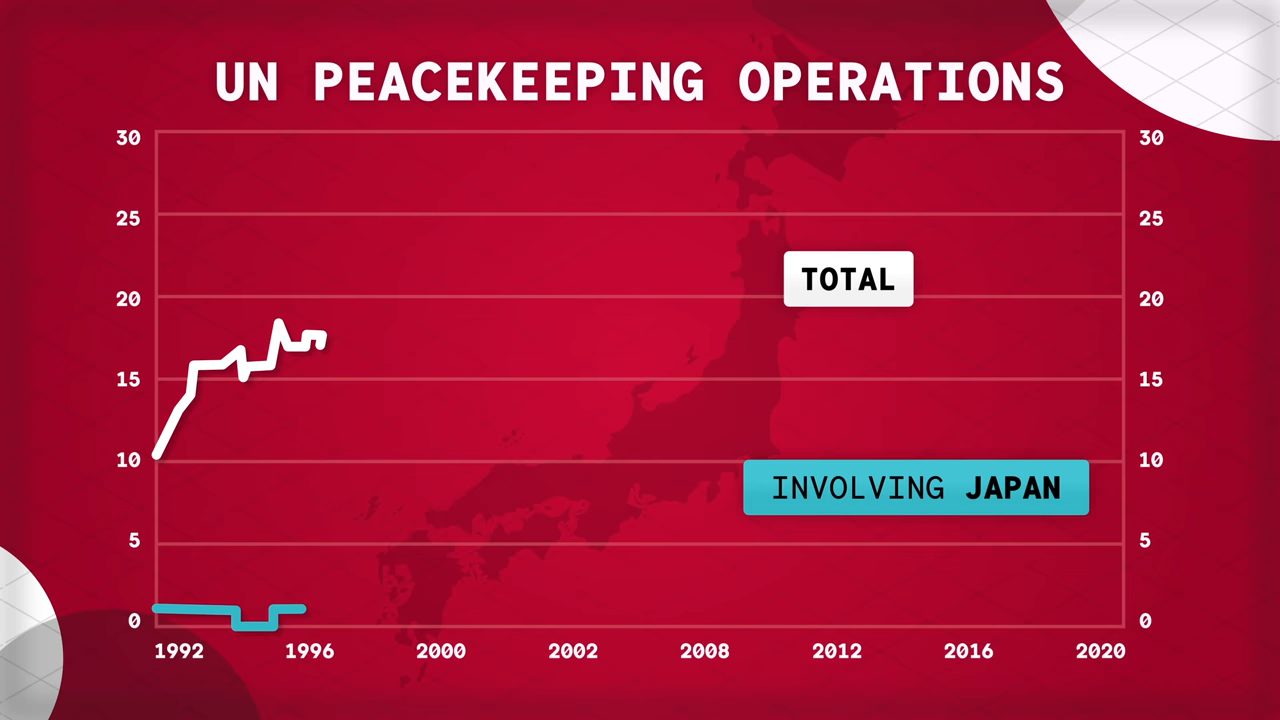 UN PEACEKEEPING OPERATIONS
30 30
25 25
TOTAL
20 20
15 15
10 10
INVOLVING JAPAN
5 5
0 0
1992 1996 2000 2002 2008 2012 2016 2020